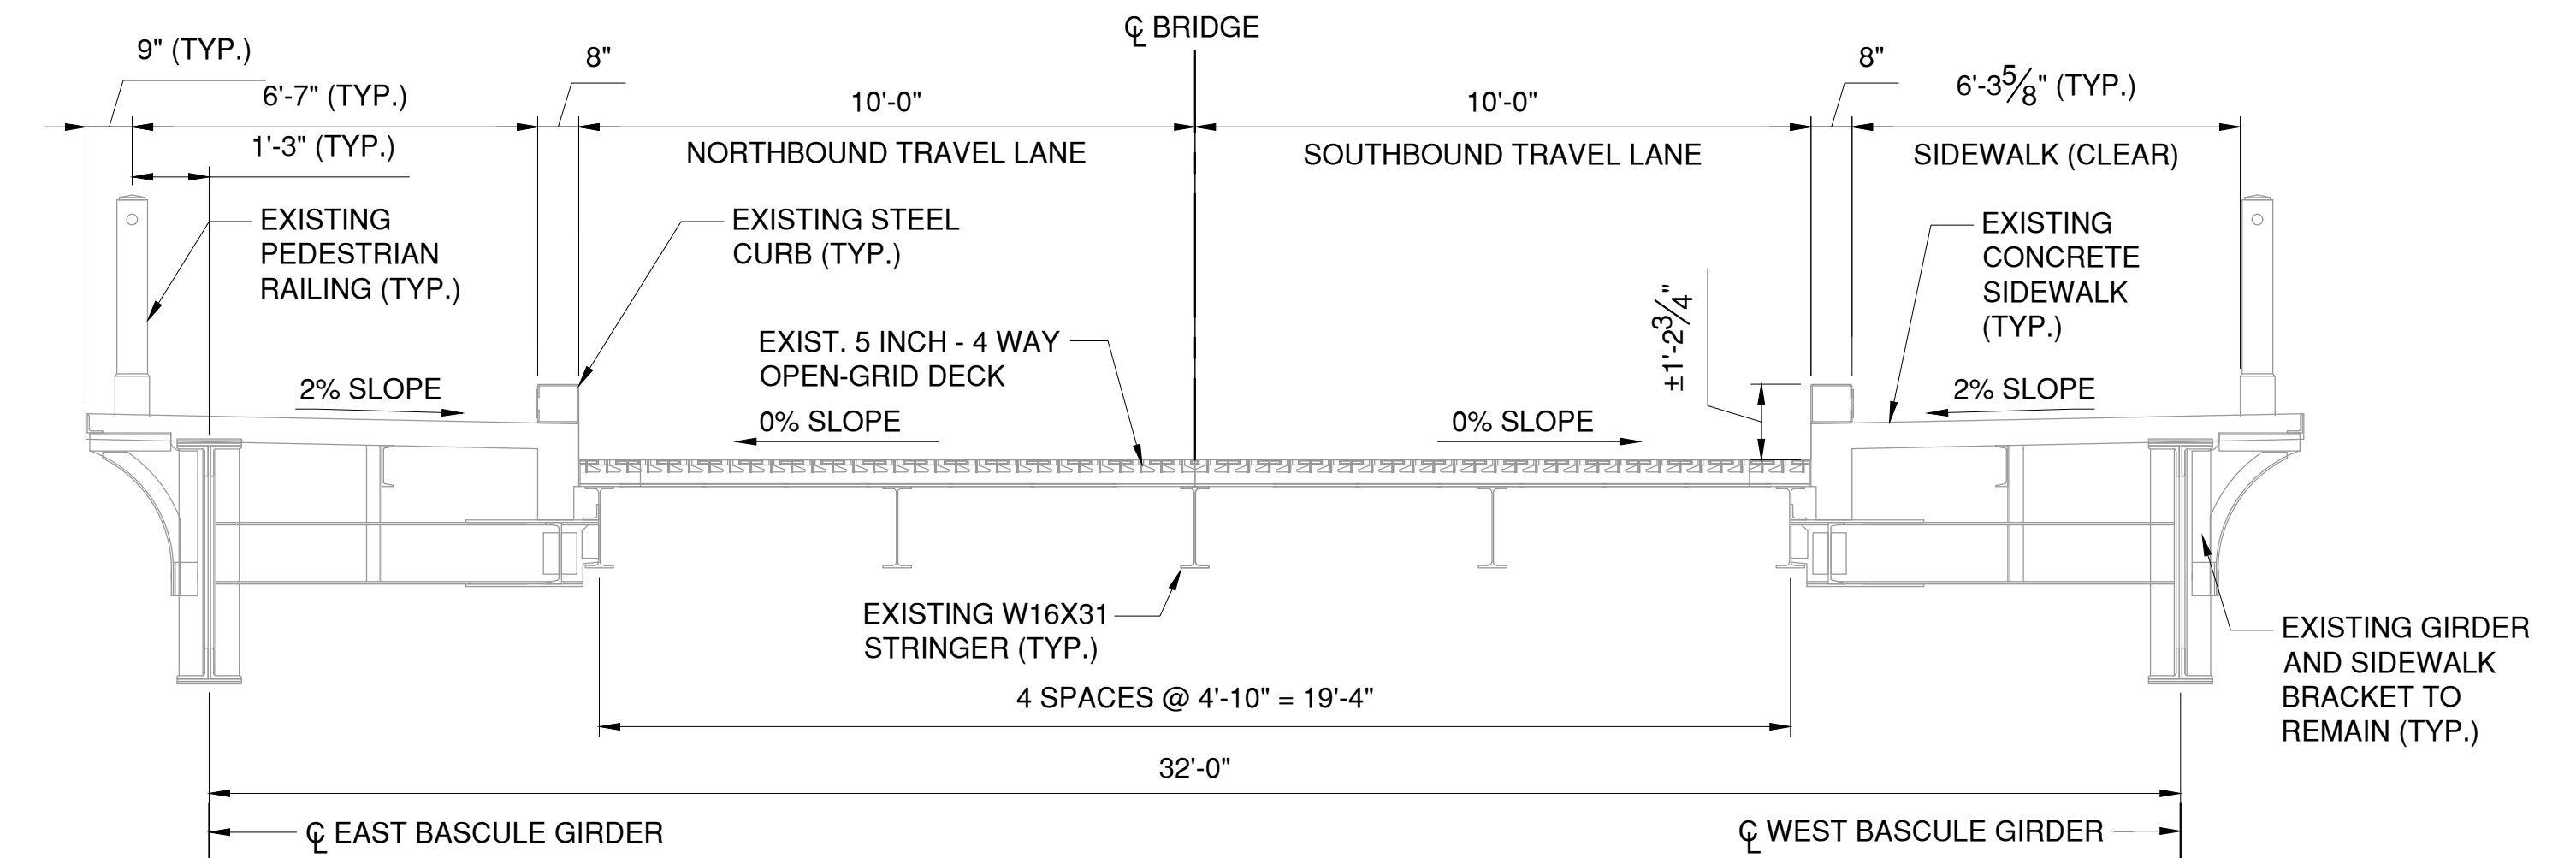 ℄ BRIDGE
9" (TYP.)
8"
8"
6'-7" (TYP.)
10'-0"
10'-0"
6'-3⅝" (TYP.)
1'-3" (TYP.)
NORTHBOUND TRAVEL LANE
SOUTHBOUND TRAVEL LANE
SIDEWALK (CLEAR)
EXISTING
PEDESTRIAN
RAILING (TYP.)
EXISTING STEEL
CURB (TYP.)
EXISTING
CONCRETE
SIDEWALK
(TYP.)
±1'-2¾"
EXIST. 5 INCH - 4 WAY
OPEN-GRID DECK
2% SLOPE
0% SLOPE
0% SLOPE
2% SLOPE
EXISTING W16X31
STRINGER (TYP.)
EXISTING GIRDER
AND SIDEWALK
BRACKET TO
REMAIN (TYP.)
4 SPACES @ 4'-10" = 19'-4"
32'-0"
℄ EAST BASCULE GIRDER
℄ WEST BASCULE GIRDER